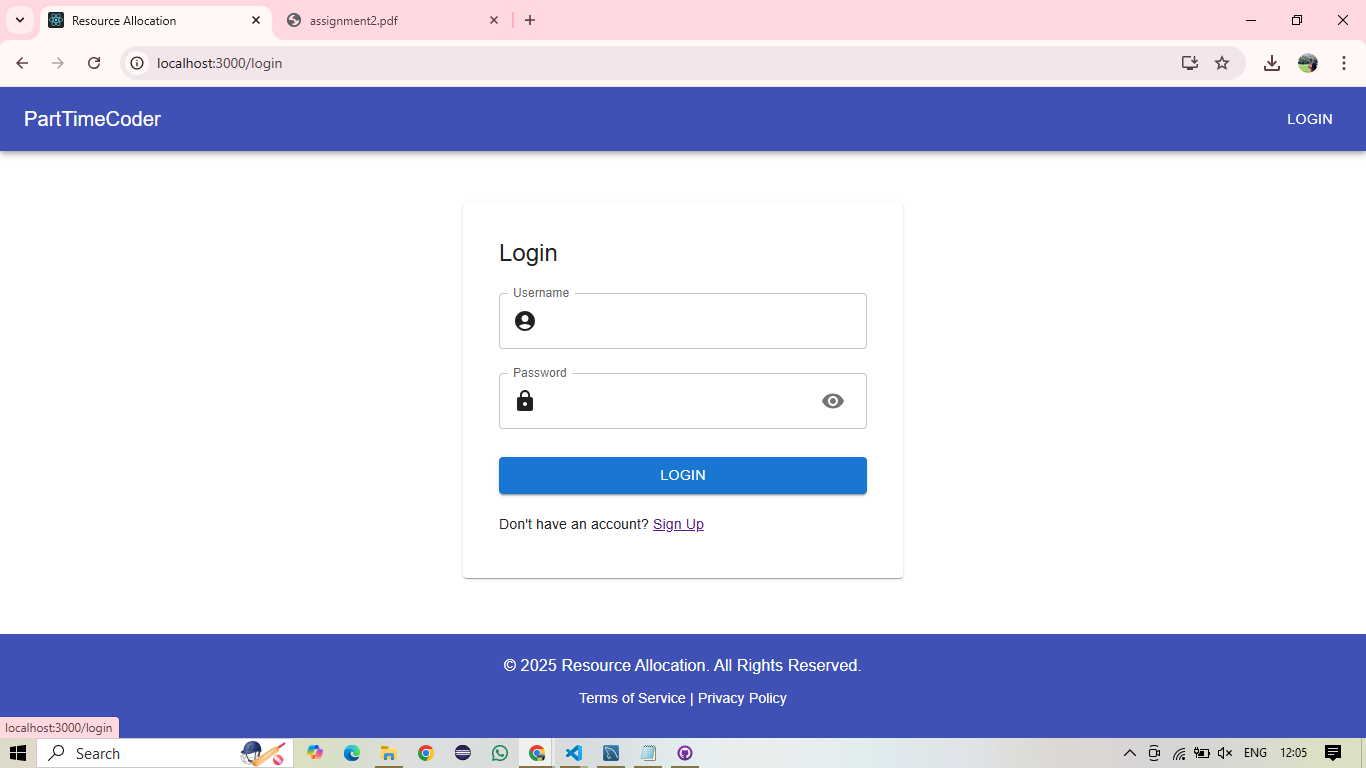 Resource Allocation
assignment2.pdf
localhost:3000/login
PartTimeCoder
LOGIN
Login
Username
Password
LOGIN
Don't have an account? Sign Up
© 2025 Resource Allocation. All Rights Reserved.
Terms of Service | Privacy Policy
localhost:3000/login
Search
ENG
12:05